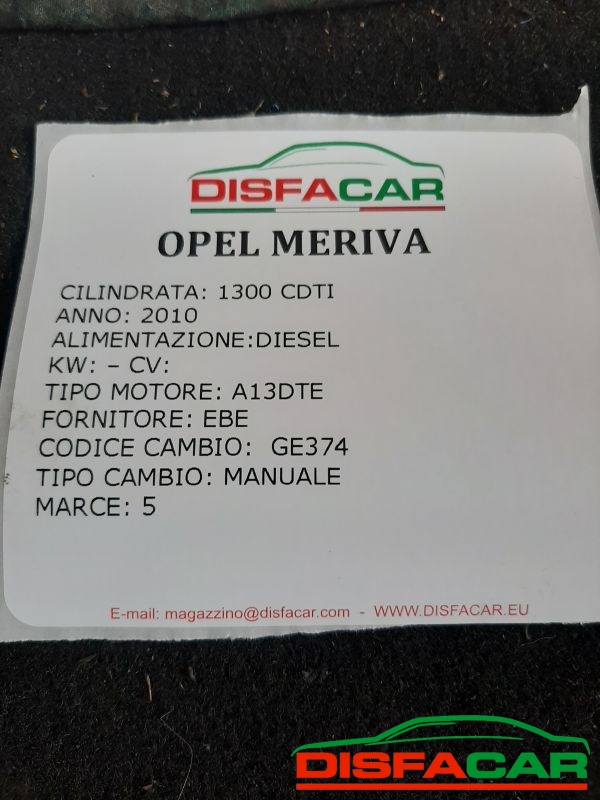 DISFACAR
OPEL MERIVA
CILINDRATA: 1300 CDTI
ANNO: 2010
ALIMENTAZIONE:DIESEL
KW: – CV:
TIPO MOTORE: A13DTE
FORNITORE: EBE
CODICE CAMBIO: GE374
TIPO CAMBIO: MANUALE
MARCE: 5
E-mail: magazzino@disfacar.com - WWW.DISFACAR.EU
DISFACAR